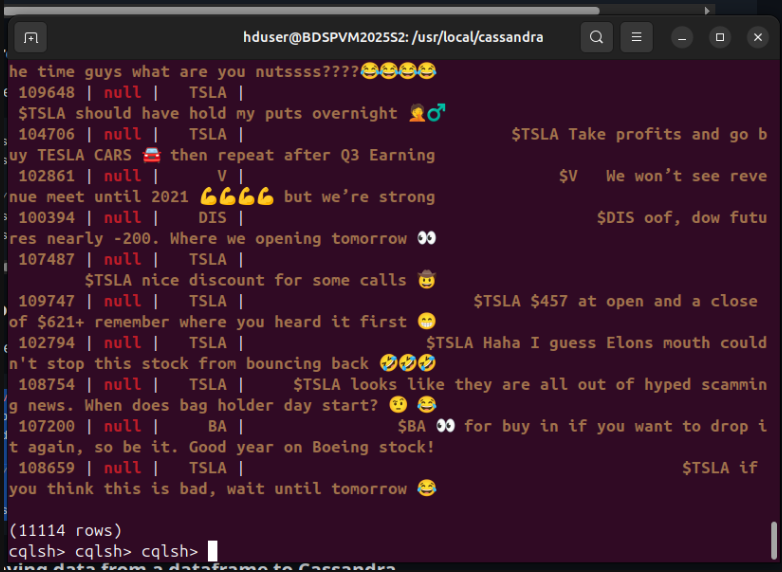 hduser@BDSPVM2025S2: /usr/local/cassandra
he time guys what are you nutssss????😂😂😂😂
109648 | null | TSLA |
$TSLA should have hold my puts overnight 🤦♂
104706 | null | TSLA | $TSLA Take profits and go b
uy TESLA CARS 🚘 then repeat after Q3 Earning
102861 | null | V | $V We won’t see reve
nue meet until 2021 💪💪💪💪 but we’re strong
100394 | null | DIS | $DIS oof, dow futu
res nearly -200. Where we opening tomorrow 👀
107487 | null | TSLA |
$TSLA nice discount for some calls 🤠
109747 | null | TSLA | $TSLA $457 at open and a close
of $621+ remember where you heard it first 😁
102794 | null | TSLA | $TSLA Haha I guess Elons mouth could
n't stop this stock from bouncing back 🤣🤣🤣
108754 | null | TSLA | $TSLA looks like they are all out of hyped scammin
g news. When does bag holder day start? 🤨 😂
107200 | null | BA | $BA 👀 for buy in if you want to drop i
t again, so be it. Good year on Boeing stock!
108659 | null | TSLA | $TSLA if
you think this is bad, wait until tomorrow 😂
(11114 rows)
cqlsh> cqlsh> cqlsh>
data from a dataframe to Cassandra